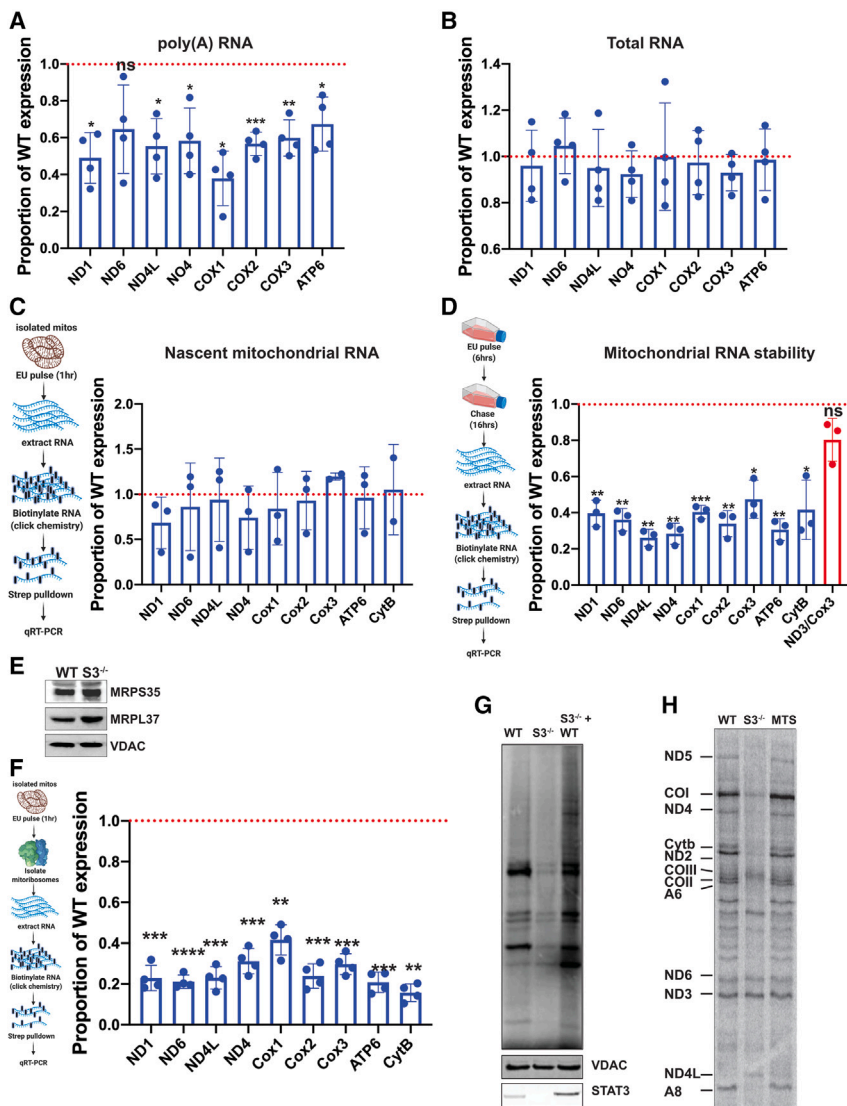 A
poly(A) RNA
Proportion of WT expression
1.0
0.8
0.6
0.4
0.2
0.0
*
ns
*
*
*
***
**
*
ND1
ND6
ND4L
NO4
COX1
COX2
COX3
ATP6
B
Total RNA
Proportion of WT expression
1.4
1.2
1.0
0.8
0.6
ND1
ND6
ND4L
NO4
COX1
COX2
COX3
ATP6
C
isolated mitos
EU pulse (1hr)
extract RNA
Biotinylate RNA
(click chemistry)
Strep pulldown
qRT-PCR
Nascent mitochondrial RNA
Proportion of WT expression
2.0
1.5
1.0
0.5
0.0
ND1
ND6
ND4L
ND4
Cox1
Cox2
Cox3
ATP6
CytB
D
EU pulse
(6hrs)
Chase
(16hrs)
extract RNA
Biotinylate RNA
(click chemistry)
Strep pulldown
qRT-PCR
Mitochondrial RNA stability
Proportion of WT expression
1.0
0.8
0.6
0.4
0.2
0.0
**
**
**
**
***
**
*
**
*
ns
ND1
ND6
ND4L
ND4
Cox1
Cox2
Cox3
ATP6
CytB
ND3/Cox3
E
WT S3-/-
MRPS35
MRPL37
VDAC
F
isolated mitos
EU pulse (1hr)
Isolate
mitoribosomes
extract RNA
Biotinylate RNA
(click chemistry)
Strep pulldown
qRT-PCR
Proportion of WT expression
1.0
0.8
0.6
0.4
0.2
0.0
***
****
***
***
**
***
***
***
**
ND1
ND6
ND4L
ND4
Cox1
Cox2
Cox3
ATP6
CytB
G
S3-/- +
WT S3-/- WT
VDAC
STAT3
H
WT S3-/- MTS
ND5
COI
ND4
Cytb
ND2
COIII
COII
A6
ND6
ND3
ND4L
A8